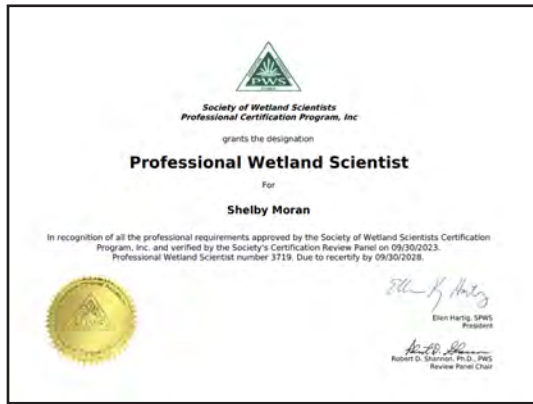 PWS
Society of Wetland Scientists
Professional Certification Program, Inc
grants the designation
Professional Wetland Scientist
For
Shelby Moran
In recognition of all the professional requirements approved by the Society of Wetland Scientists Certification
Program, Inc. and verified by the Society's Certification Review Panel on 09/30/2023.
Professional Wetland Scientist number 3719. Due to recertify by 09/30/2028.
Ellen Hartig, SPWS
President
Robert D. Shannon, Ph.D., PWS
Review Panel Chair
PWS